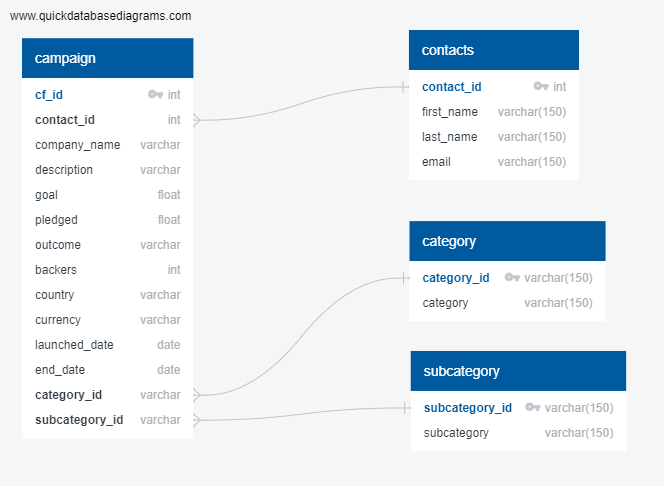 www.quickdatabasediagrams.com
campaign
cf_id int
contact_id int
company_name varchar
description varchar
goal float
pledged float
outcome varchar
backers int
country varchar
currency varchar
launched_date date
end_date date
category_id varchar
subcategory_id varchar
contacts
contact_id int
first_name varchar(150)
last_name varchar(150)
email varchar(150)
category
category_id varchar(150)
category varchar(150)
subcategory
subcategory_id varchar(150)
subcategory varchar(150)